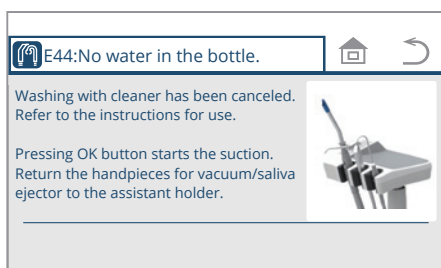 E44:No water in the bottle.
Washing with cleaner has been canceled.
Refer to the instructions for use.
Pressing OK button starts the suction.
Return the handpieces for vacuum/saliva
ejector to the assistant holder.